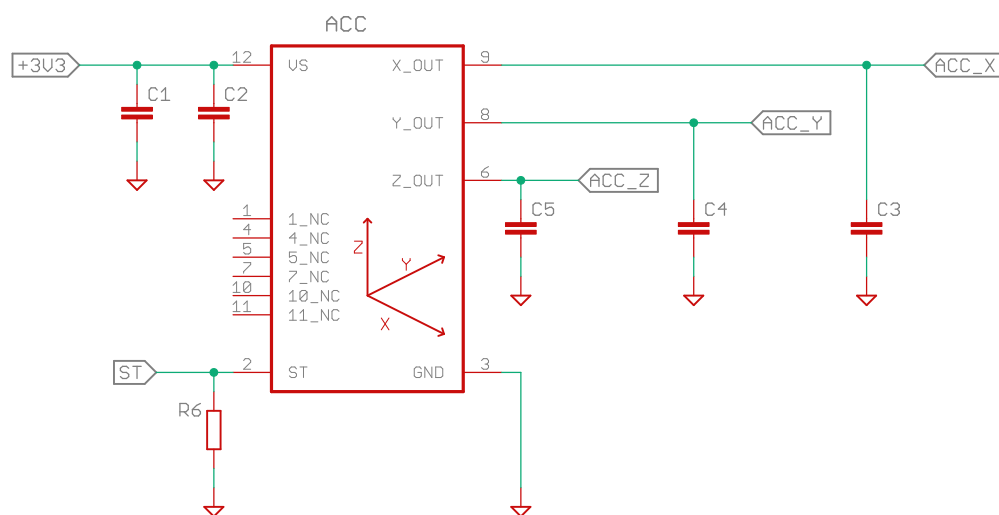 ACC
+3V3
12
VS
X_OUT
9
ACC_X
C1
C2
Y_OUT
8
ACC_Y
Z_OUT
6
ACC_Z
C5
C4
C3
1
1_NC
4
4_NC
5
5_NC
7
7_NC
10
10_NC
11
11_NC
Z
Y
X
ST
2
ST
GND
3
R6